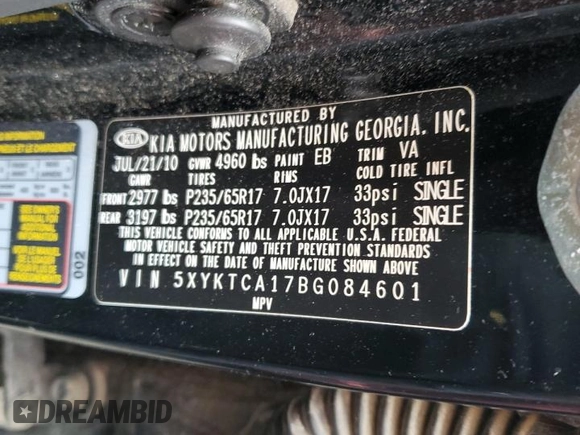 MANUFACTURED BY
KIA KIA MOTORS MANUFACTURING GEORGIA, INC.
JUL/21/10 GVWR 4960 lbs PAINT EB TRIM VA
GAWR TIRES RIMS COLD TIRE INFL
FRONT 2977 lbs P235/65R17 7.0JX17 33psi SINGLE
REAR 3197 lbs P235/65R17 7.0JX17 33psi SINGLE
THIS VEHICLE CONFORMS TO ALL APPLICABLE U.S.A. FEDERAL
MOTOR VEHICLE SAFETY AND THEFT PREVENTION STANDARDS
IN EFFECT ON THE DATE OF MANUFACTURE SHOWN ABOVE.
VIN 5XYKTCA17BG084601
MPV
002
DREAMBID